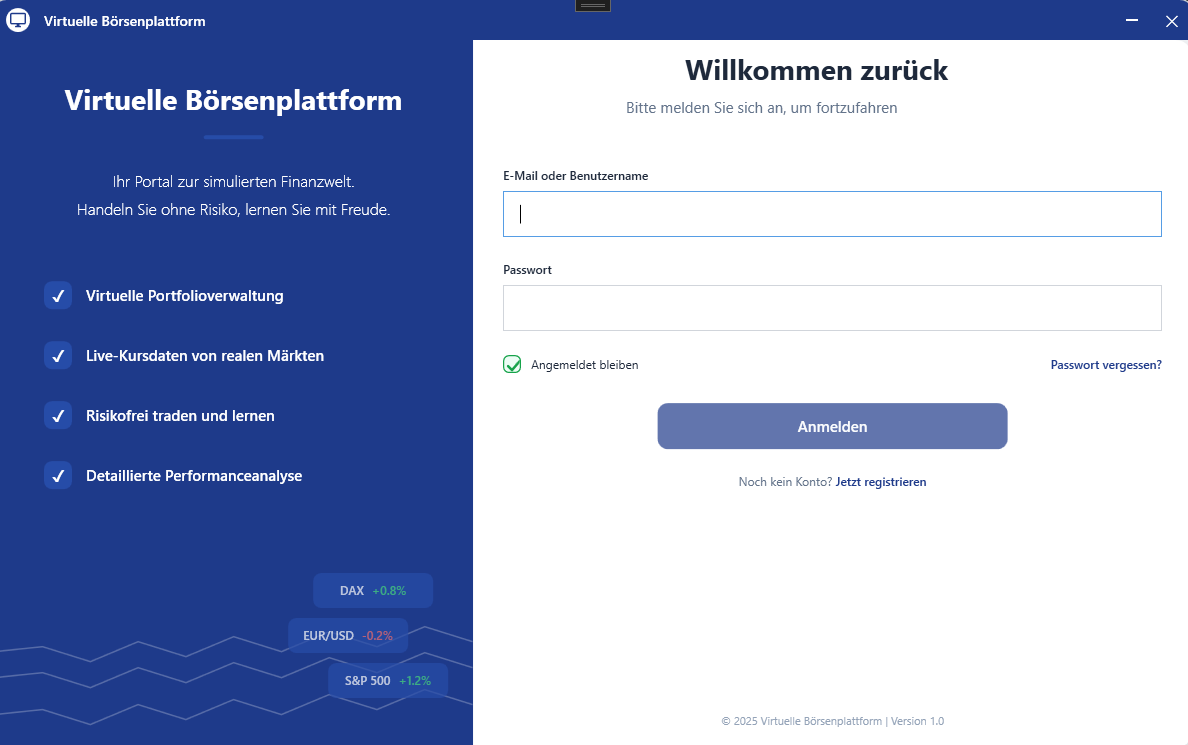 Virtuelle Börsenplattform
Virtuelle Börsenplattform
Ihr Portal zur simulierten Finanzwelt.
Handeln Sie ohne Risiko, lernen Sie mit Freude.
Virtuelle Portfolioverwaltung
Live-Kursdaten von realen Märkten
Risikofrei traden und lernen
Detaillierte Performanceanalyse
DAX +0.8%
EUR/USD -0.2%
S&P 500 +1.2%
Willkommen zurück
Bitte melden Sie sich an, um fortzufahren
E-Mail oder Benutzername
Passwort
Angemeldet bleiben
Passwort vergessen?
Anmelden
Noch kein Konto? Jetzt registrieren
© 2025 Virtuelle Börsenplattform | Version 1.0